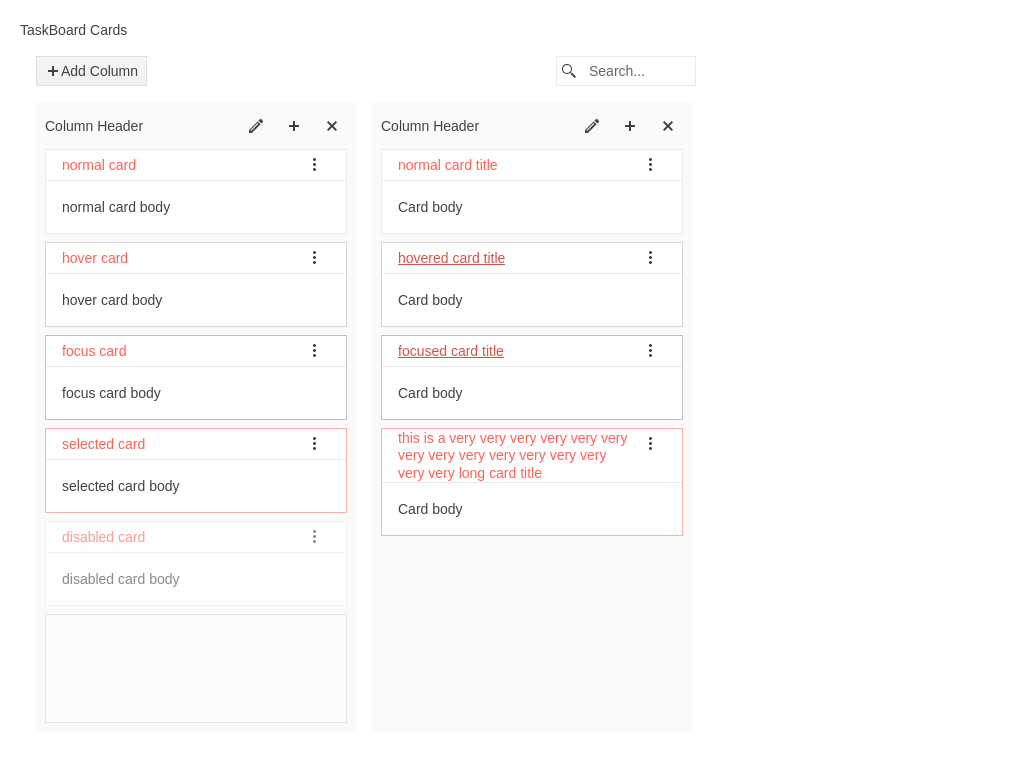 TaskBoard Cards
Add Column
Search...
Column Header
normal card
normal card body
hover card
hover card body
focus card
focus card body
selected card
selected card body
disabled card
disabled card body
Column Header
normal card title
Card body
hovered card title
Card body
focused card title
Card body
this is a very very very very very very
very very very very very very very
very very long card title
Card body